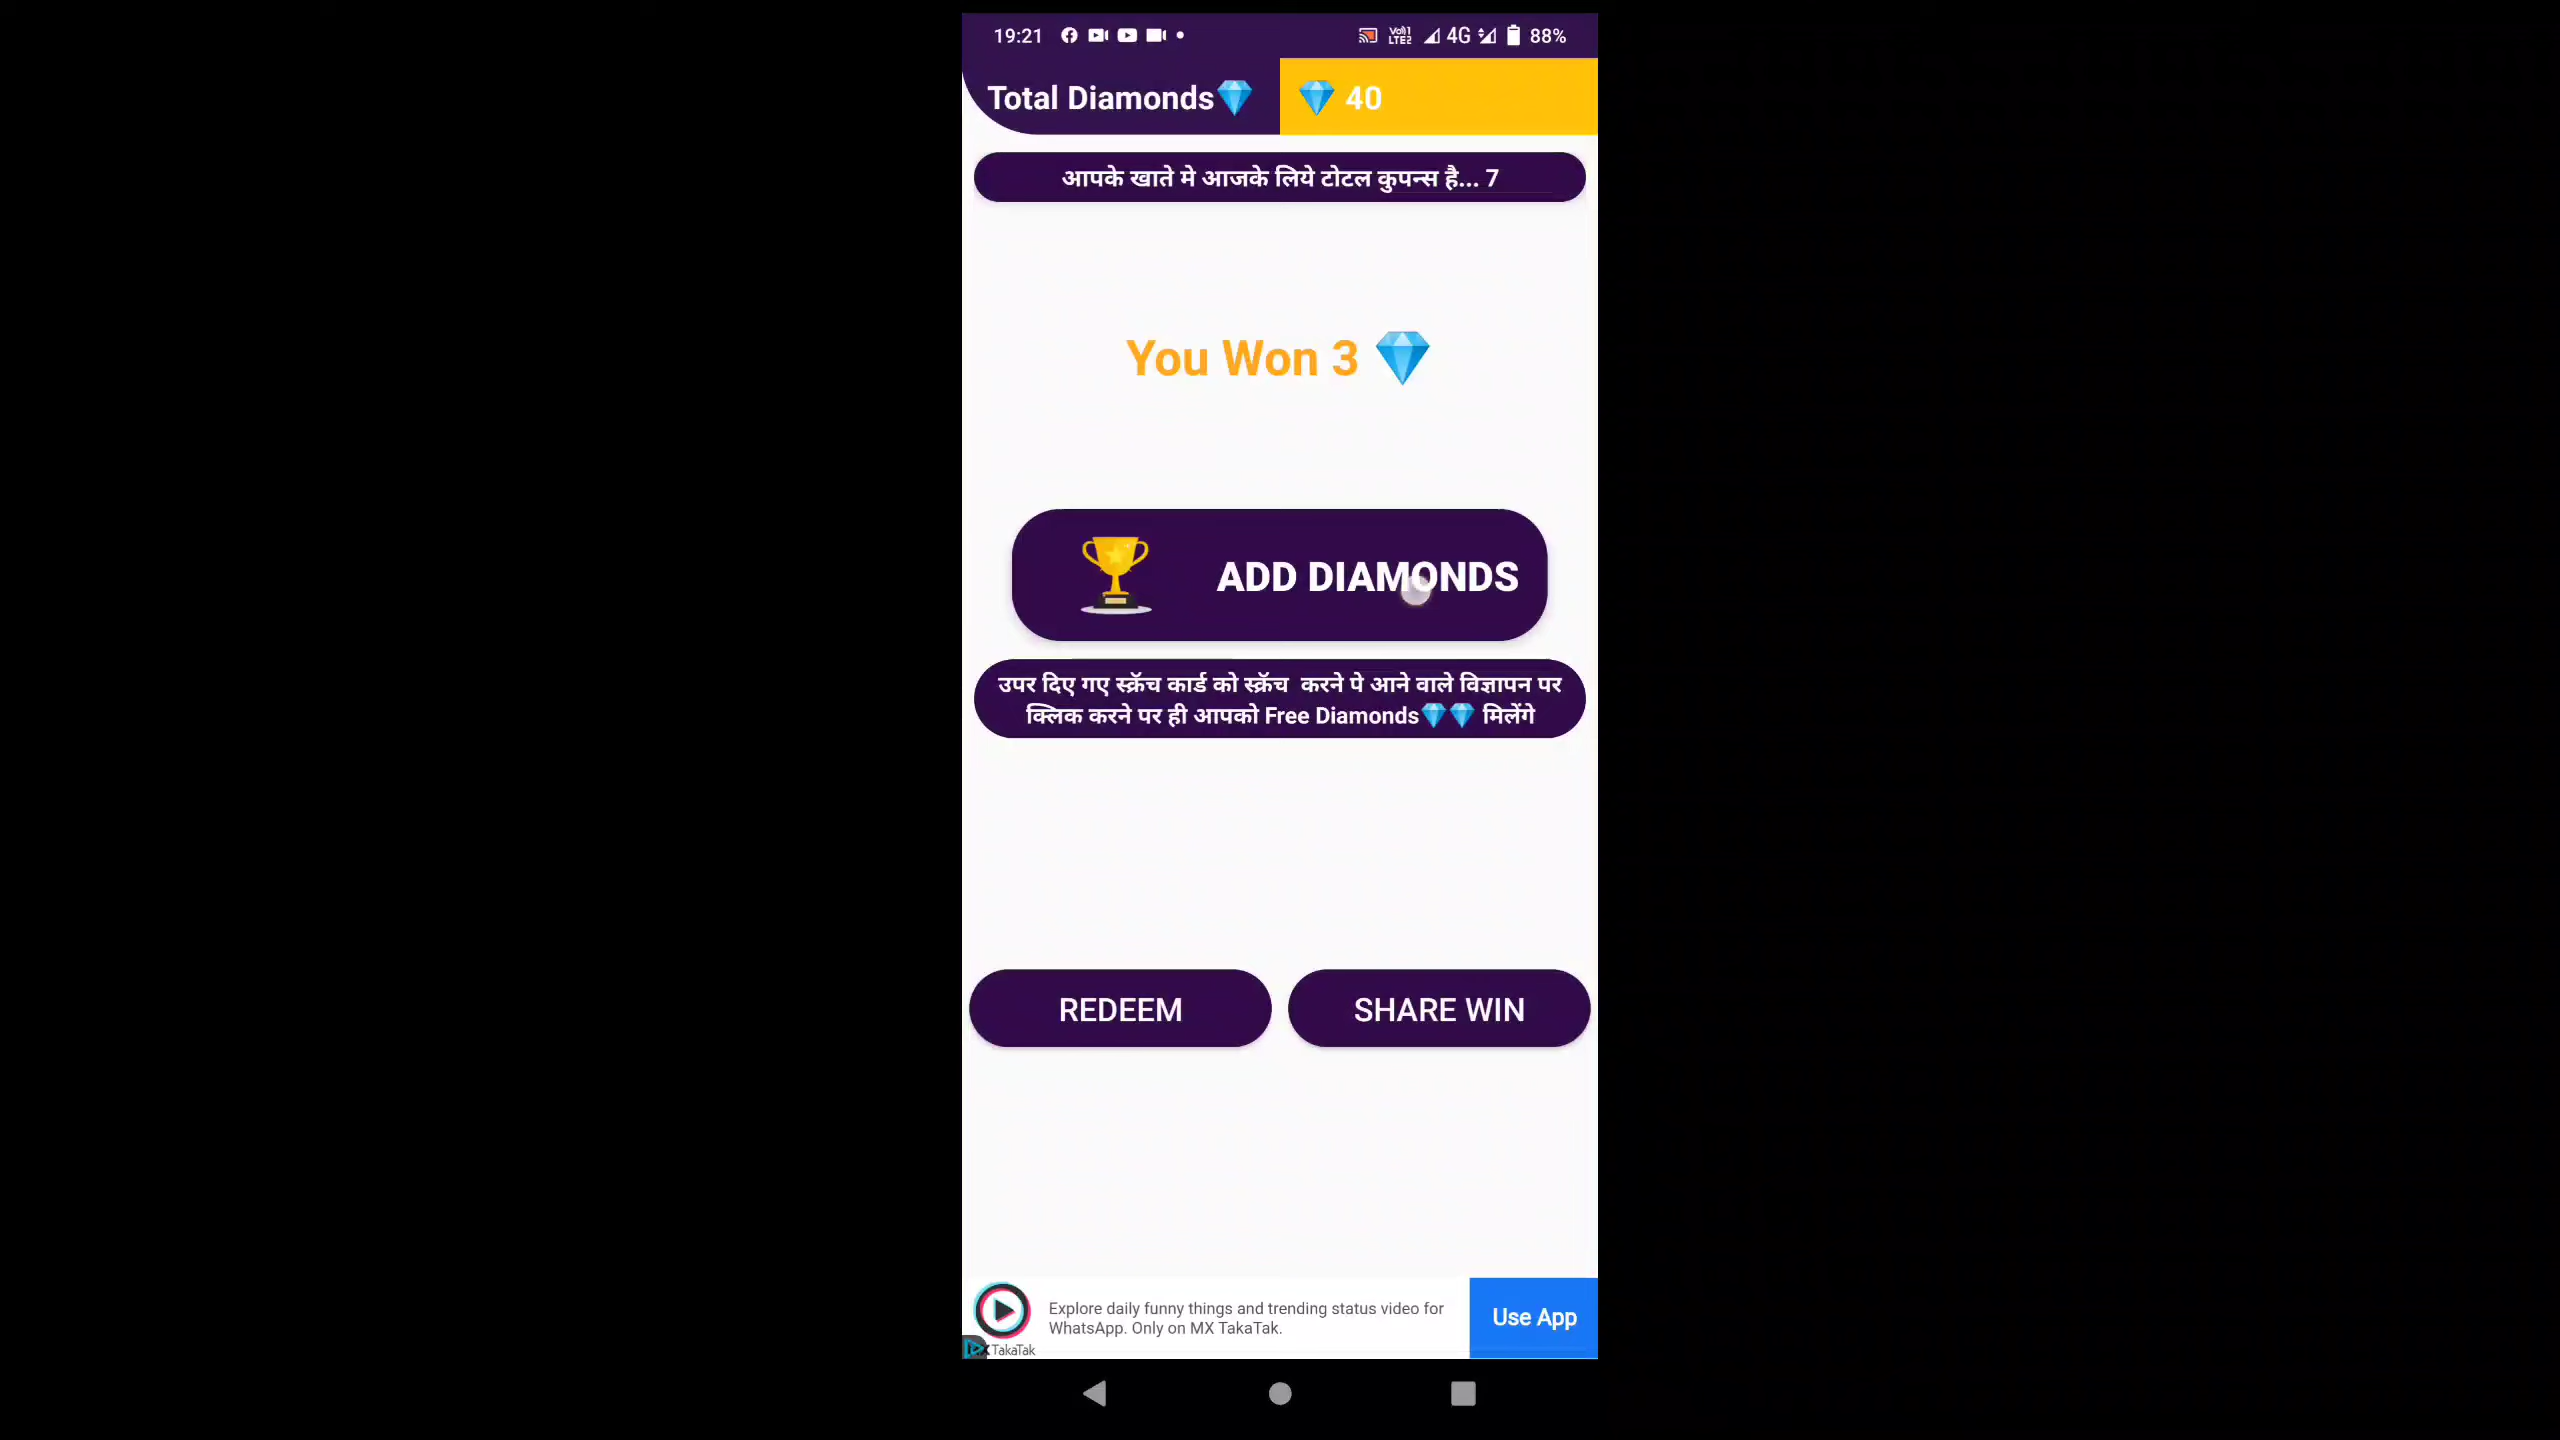 19:21
4G 88%
Total Diamonds💎
💎 40
आपके खाते मे आजके लिये टोटल कुपन्स है... 7
You Won 3 💎
ADD DIAMONDS
उपर दिए गए स्क्रॅच कार्ड को स्क्रॅच करने पे आने वाले विज्ञापन पर
क्लिक करने पर ही आपको Free Diamonds💎💎 मिलेंगे
REDEEM
SHARE WIN
Explore daily funny things and trending status video for
WhatsApp. Only on MX TakaTak.
TakaTak
Use App